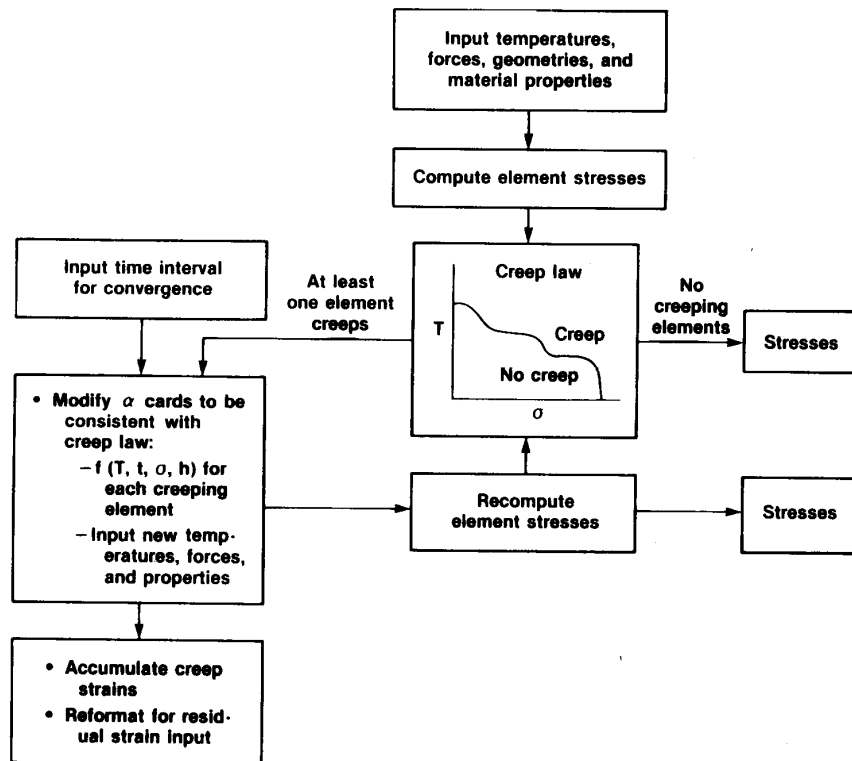 Input temperatures,
forces, geometries, and
material properties
Compute element stresses
Input time interval
for convergence
At least
one element
creeps
Creep law
T
Creep
No creep
σ
No
creeping
elements
Stresses
• Modify α cards to be
consistent with
creep law:
– f (T, t, σ, h) for
each creeping
element
– Input new temp-
eratures, forces,
and properties
Recompute
element stresses
Stresses
• Accumulate creep
strains
• Reformat for resid-
ual strain input